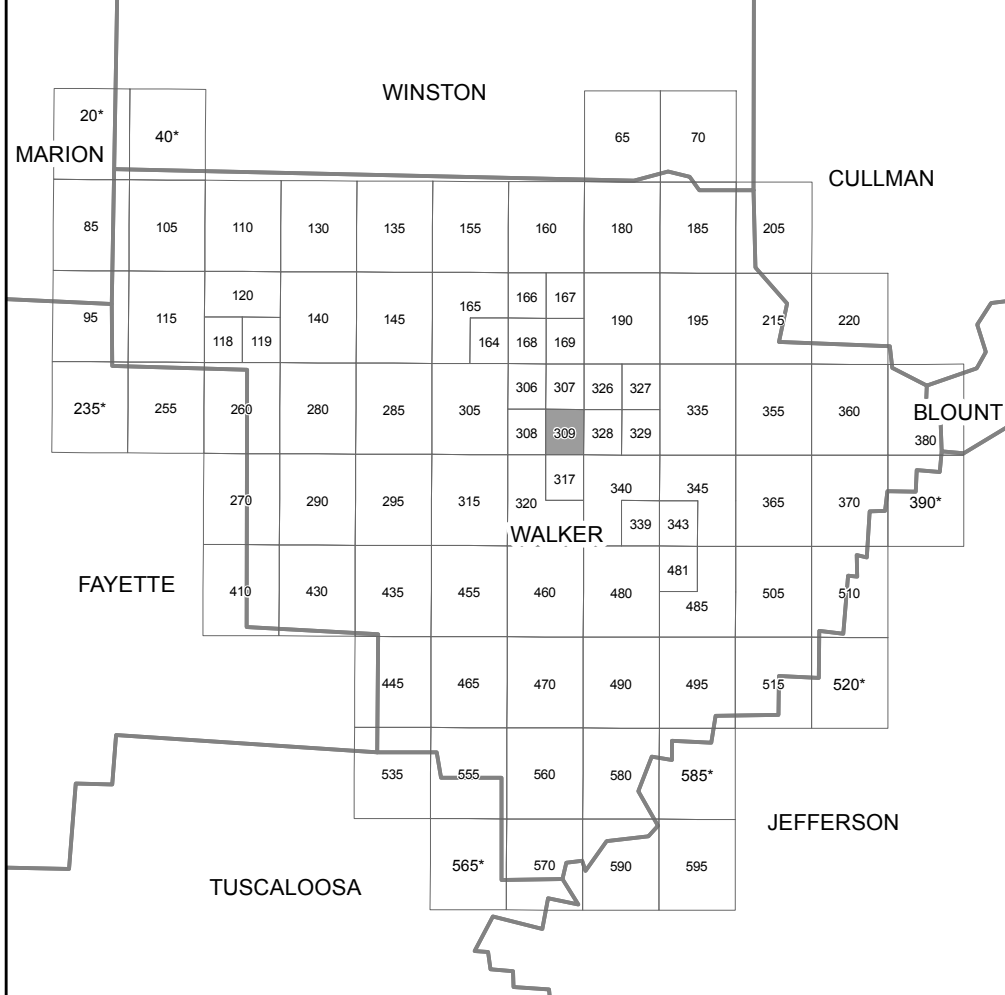 WINSTON
20*
40*
65 70
MARION
CULLMAN
85 105 110 130 135 155 160 180 185 205
120 165 166 167
95 115 140 145 190 195 215 220
118 119 164 168 169
306 307 326 327
235* 255 260 280 285 305 335 355 360 BLOUNT
308 309 328 329 380
317
270 290 295 315 320 340 345 365 370 390*
339 343
WALKER
481
FAYETTE 410 430 435 455 460 480 485 505 510
445 465 470 490 495 515 520*
535 555 560 580 585*
JEFFERSON
565* 570 590 595
TUSCALOOSA